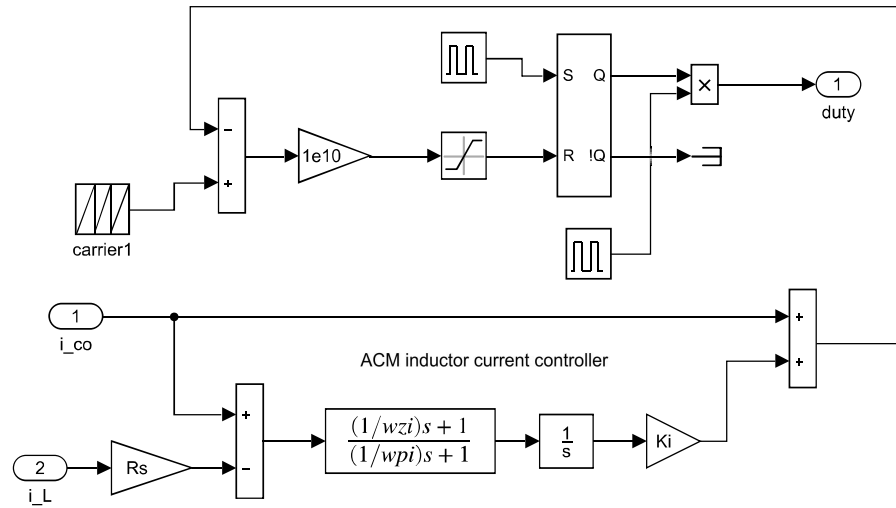 S Q
×
1
duty
−
1e10
R !Q
+
carrier1
1
i_co
+
+
ACM inductor current controller
+
(1/wzi)s + 1
(1/wpi)s + 1
1
s
Ki
2
i_L
Rs
−